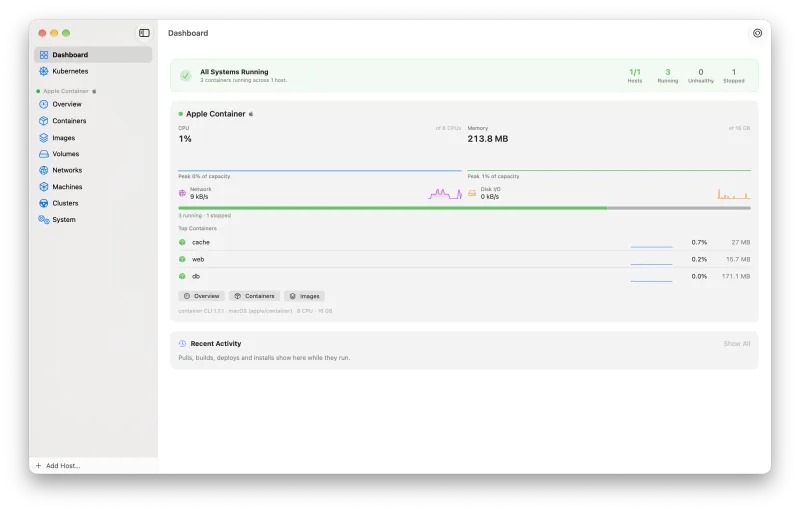 Dashboard
Kubernetes
Apple Container
Overview
Containers
Images
Volumes
Networks
Machines
Clusters
System
Add Host...
Dashboard
All Systems Running
3 containers running across 1 host.
1/1 Hosts
3 Running
0 Unhealthy
1 Stopped
Apple Container
CPU of 8 CPUs
1%
Peak 0% of capacity
Memory of 16 GB
213.8 MB
Peak 1% of capacity
Network
9 kB/s
Disk I/O
0 kB/s
3 running · 1 stopped
Top Containers
cache 0.7% 27 MB
web 0.2% 15.7 MB
db 0.0% 171.1 MB
Overview Containers Images
container CLI 1.1.1 · macOS (apple/container) · 8 CPU · 16 GB
Recent Activity Show All
Pulls, builds, deploys and installs show here while they run.